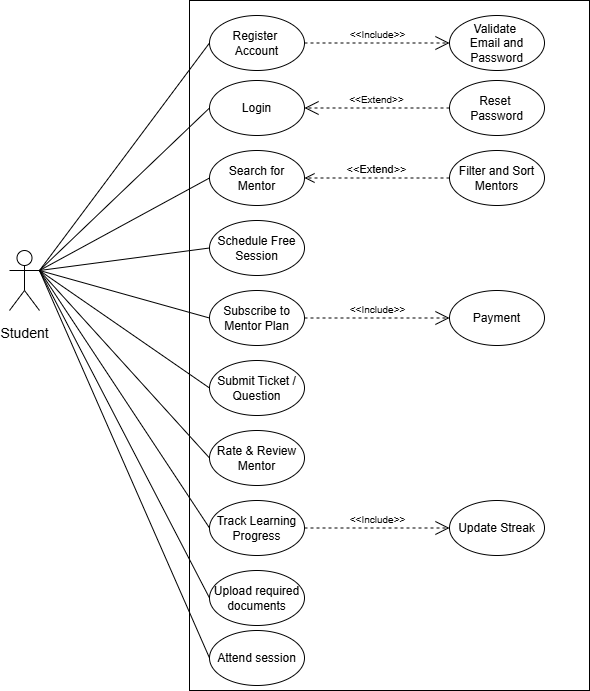 Register
Account
<<Include>>
Validate
Email and
Password
Login
<<Extend>>
Reset
Password
Search for
Mentor
<<Extend>>
Filter and Sort
Mentors
Schedule Free
Session
Student
Subscribe to
Mentor Plan
<<Include>>
Payment
Submit Ticket /
Question
Rate & Review
Mentor
Track Learning
Progress
<<Include>>
Update Streak
Upload required
documents
Attend session